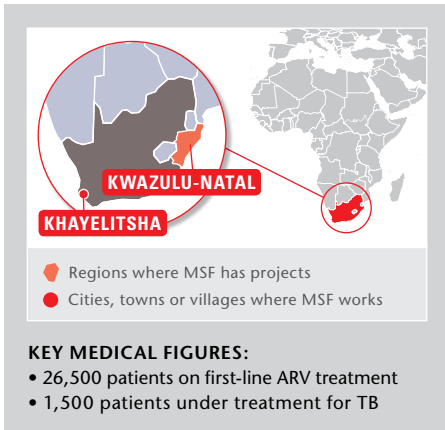 KWAZULU-NATAL
KHAYELITSHA
Regions where MSF has projects
Cities, towns or villages where MSF works
KEY MEDICAL FIGURES:
• 26,500 patients on first-line ARV treatment
• 1,500 patients under treatment for TB